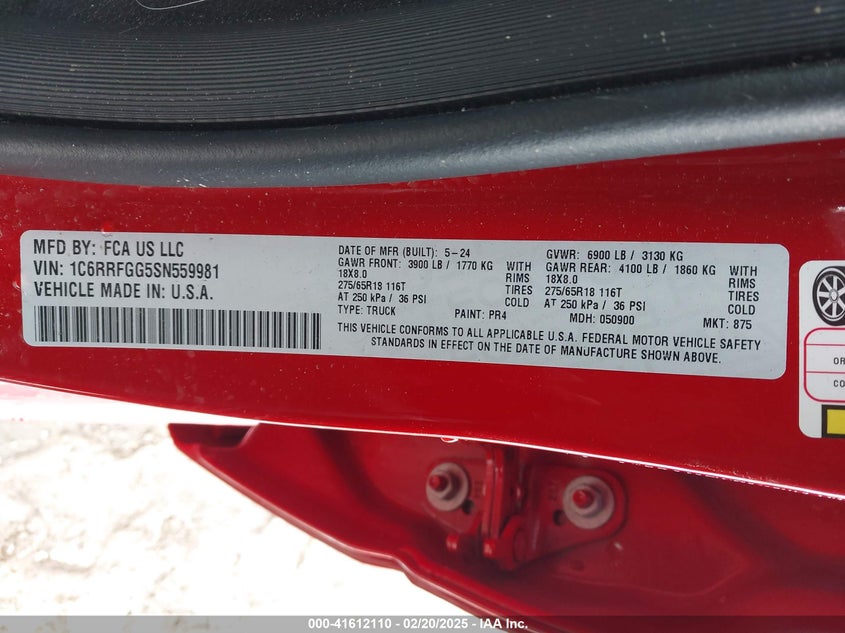 MFD BY: FCA US LLC
VIN: 1C6RRFGG5SN559981
VEHICLE MADE IN: U.S.A.
DATE OF MFR (BUILT): 5-24
GVWR: 6900 LB / 3130 KG
GAWR FRONT: 3900 LB / 1770 KG WITH
GAWR REAR: 4100 LB / 1860 KG WITH
18X8.0 RIMS
18X8.0 RIMS
275/65R18 116T TIRES
275/65R18 116T TIRES
AT 250 kPa / 36 PSI COLD
AT 250 kPa / 36 PSI COLD
TYPE: TRUCK PAINT: PR4 MDH: 050900 MKT: 875
THIS VEHICLE CONFORMS TO ALL APPLICABLE U.S.A. FEDERAL MOTOR VEHICLE SAFETY
STANDARDS IN EFFECT ON THE DATE OF MANUFACTURE SHOWN ABOVE.
OR
CO
000-41612110 - 02/20/2025 - IAA Inc.